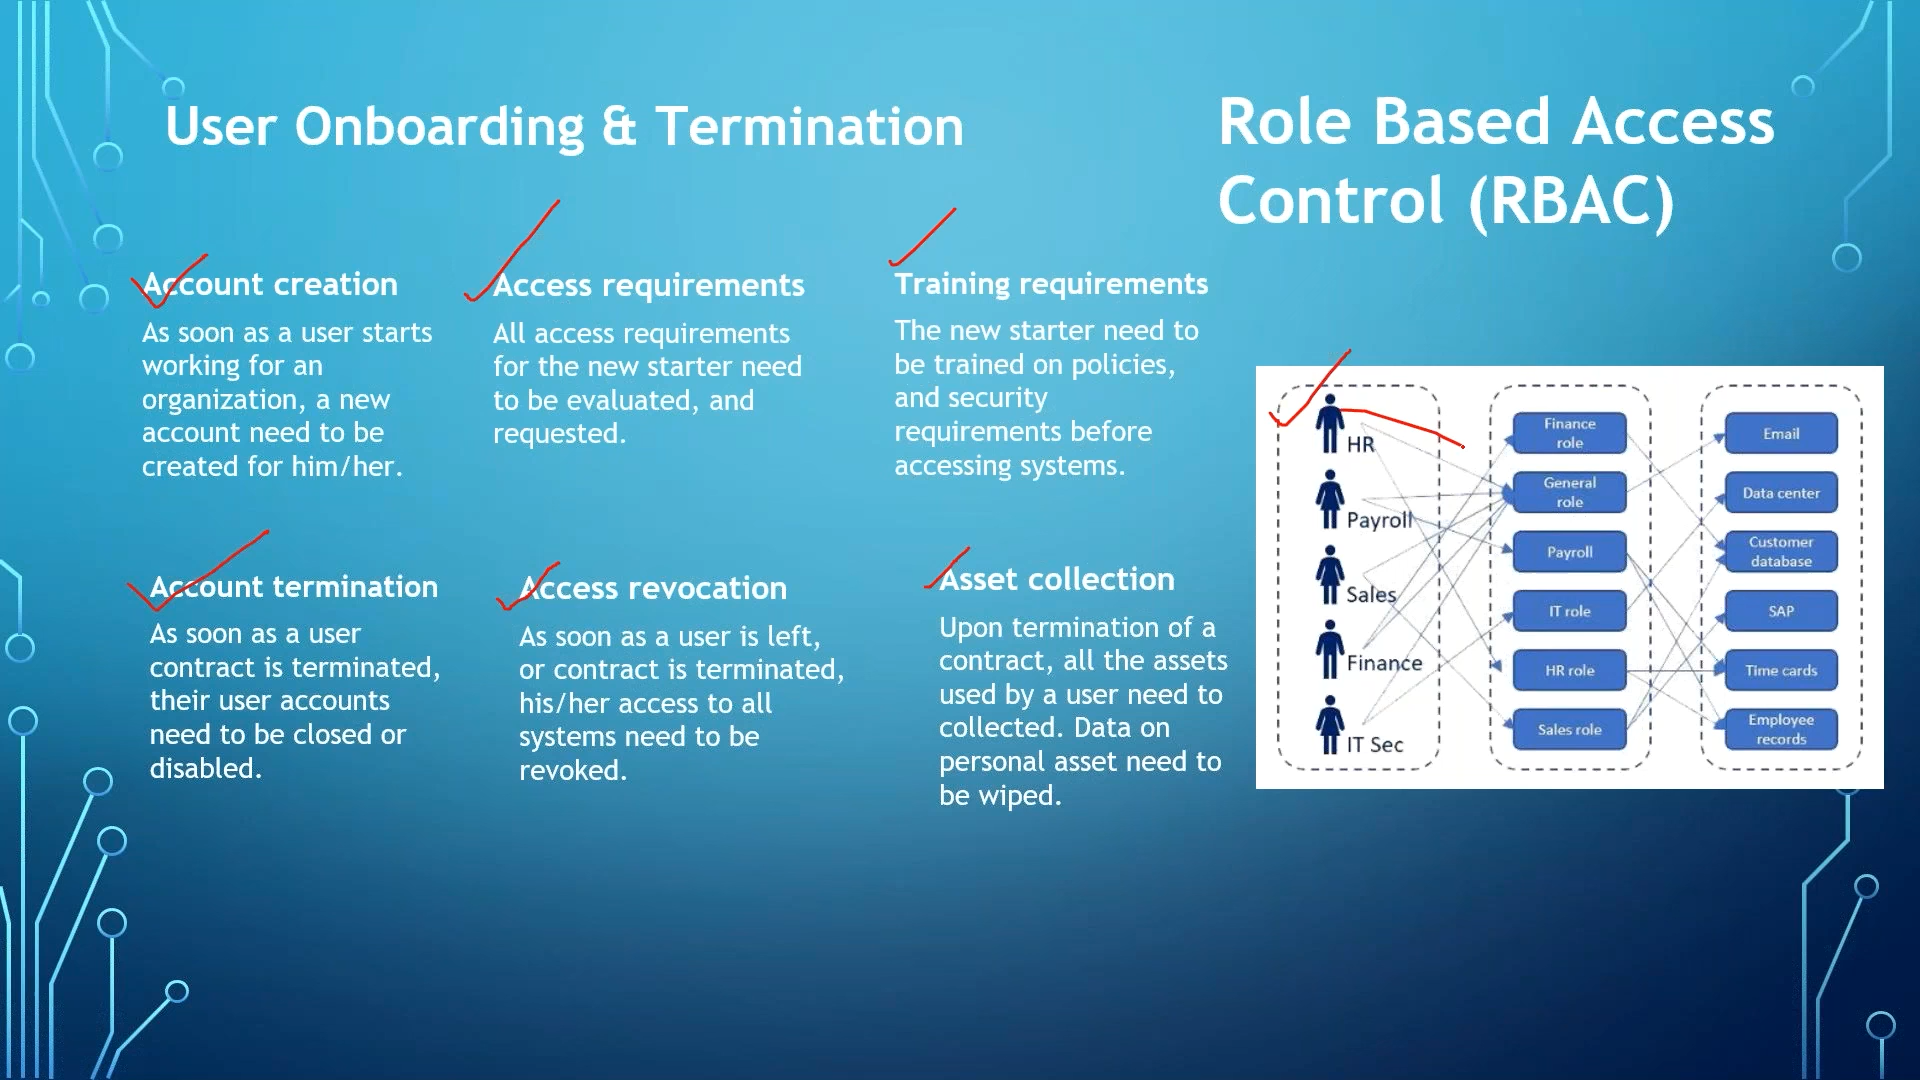 User Onboarding & Termination
Account creation
As soon as a user starts
working for an
organization, a new
account need to be
created for him/her.
Access requirements
All access requirements
for the new starter need
to be evaluated, and
requested.
Training requirements
The new starter need to
be trained on policies,
and security
requirements before
accessing systems.
Account termination
As soon as a user
contract is terminated,
their user accounts
need to be closed or
disabled.
Access revocation
As soon as a user is left,
or contract is terminated,
his/her access to all
systems need to be
revoked.
Asset collection
Upon termination of a
contract, all the assets
used by a user need to
collected. Data on
personal asset need to
be wiped.
Role Based Access
Control (RBAC)
HR
Payroll
Sales
Finance
IT Sec
Finance
role
General
role
Payroll
IT role
HR role
Sales role
Email
Data center
Customer
database
SAP
Time cards
Employee
records